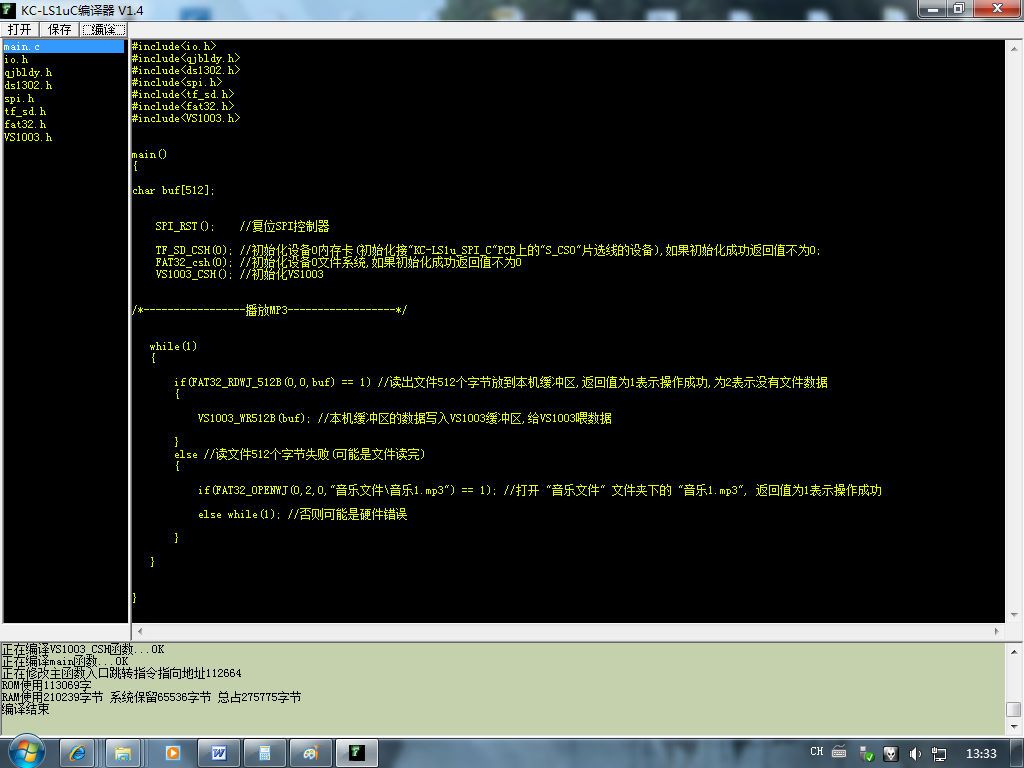 KC-LS1uC编译器 V1.4
打开 保存 编译
main.c
io.h
qjbldy.h
ds1302.h
spi.h
tf_sd.h
fat32.h
VS1003.h
#include<io.h>
#include<qjbldy.h>
#include<ds1302.h>
#include<spi.h>
#include<tf_sd.h>
#include<fat32.h>
#include<VS1003.h>
main()
{
char buf[512];
SPI_RST(); //复位SPI控制器
TF_SD_CSH(0); //初始化设备0内存卡(初始化接"KC-LS1u_SPI_C"PCB上的"S_CS0"片选线的设备),如果初始化成功返回值不为0;
FAT32_csh(0); //初始化设备0文件系统,如果初始化成功返回值不为0
VS1003_CSH(); //初始化VS1003
/*-----------------播放MP3------------------*/
while(1)
{
if(FAT32_RDWJ_512B(0,0,buf) == 1) //读出文件512个字节放到本机缓冲区,返回值为1表示操作成功,为2表示没有文件数据
{
VS1003_WR512B(buf); //本机缓冲区的数据写入VS1003缓冲区,给VS1003喂数据
}
else //读文件512个字节失败(可能是文件读完)
{
if(FAT32_OPENWJ(0,2,0,"音乐文件\音乐1.mp3") == 1); //打开 "音乐文件" 文件夹下的 "音乐1.mp3", 返回值为1表示操作成功
else while(1); //否则可能是硬件错误
}
}
}
正在编译VS1003_CSH函数...OK
正在编译main函数...OK
正在修改主函数入口跳转指令指向地址112664
ROM使用113069字
RAM使用210239字节 系统保留65536字节 总占275775字节
编译结束
CH
13:33